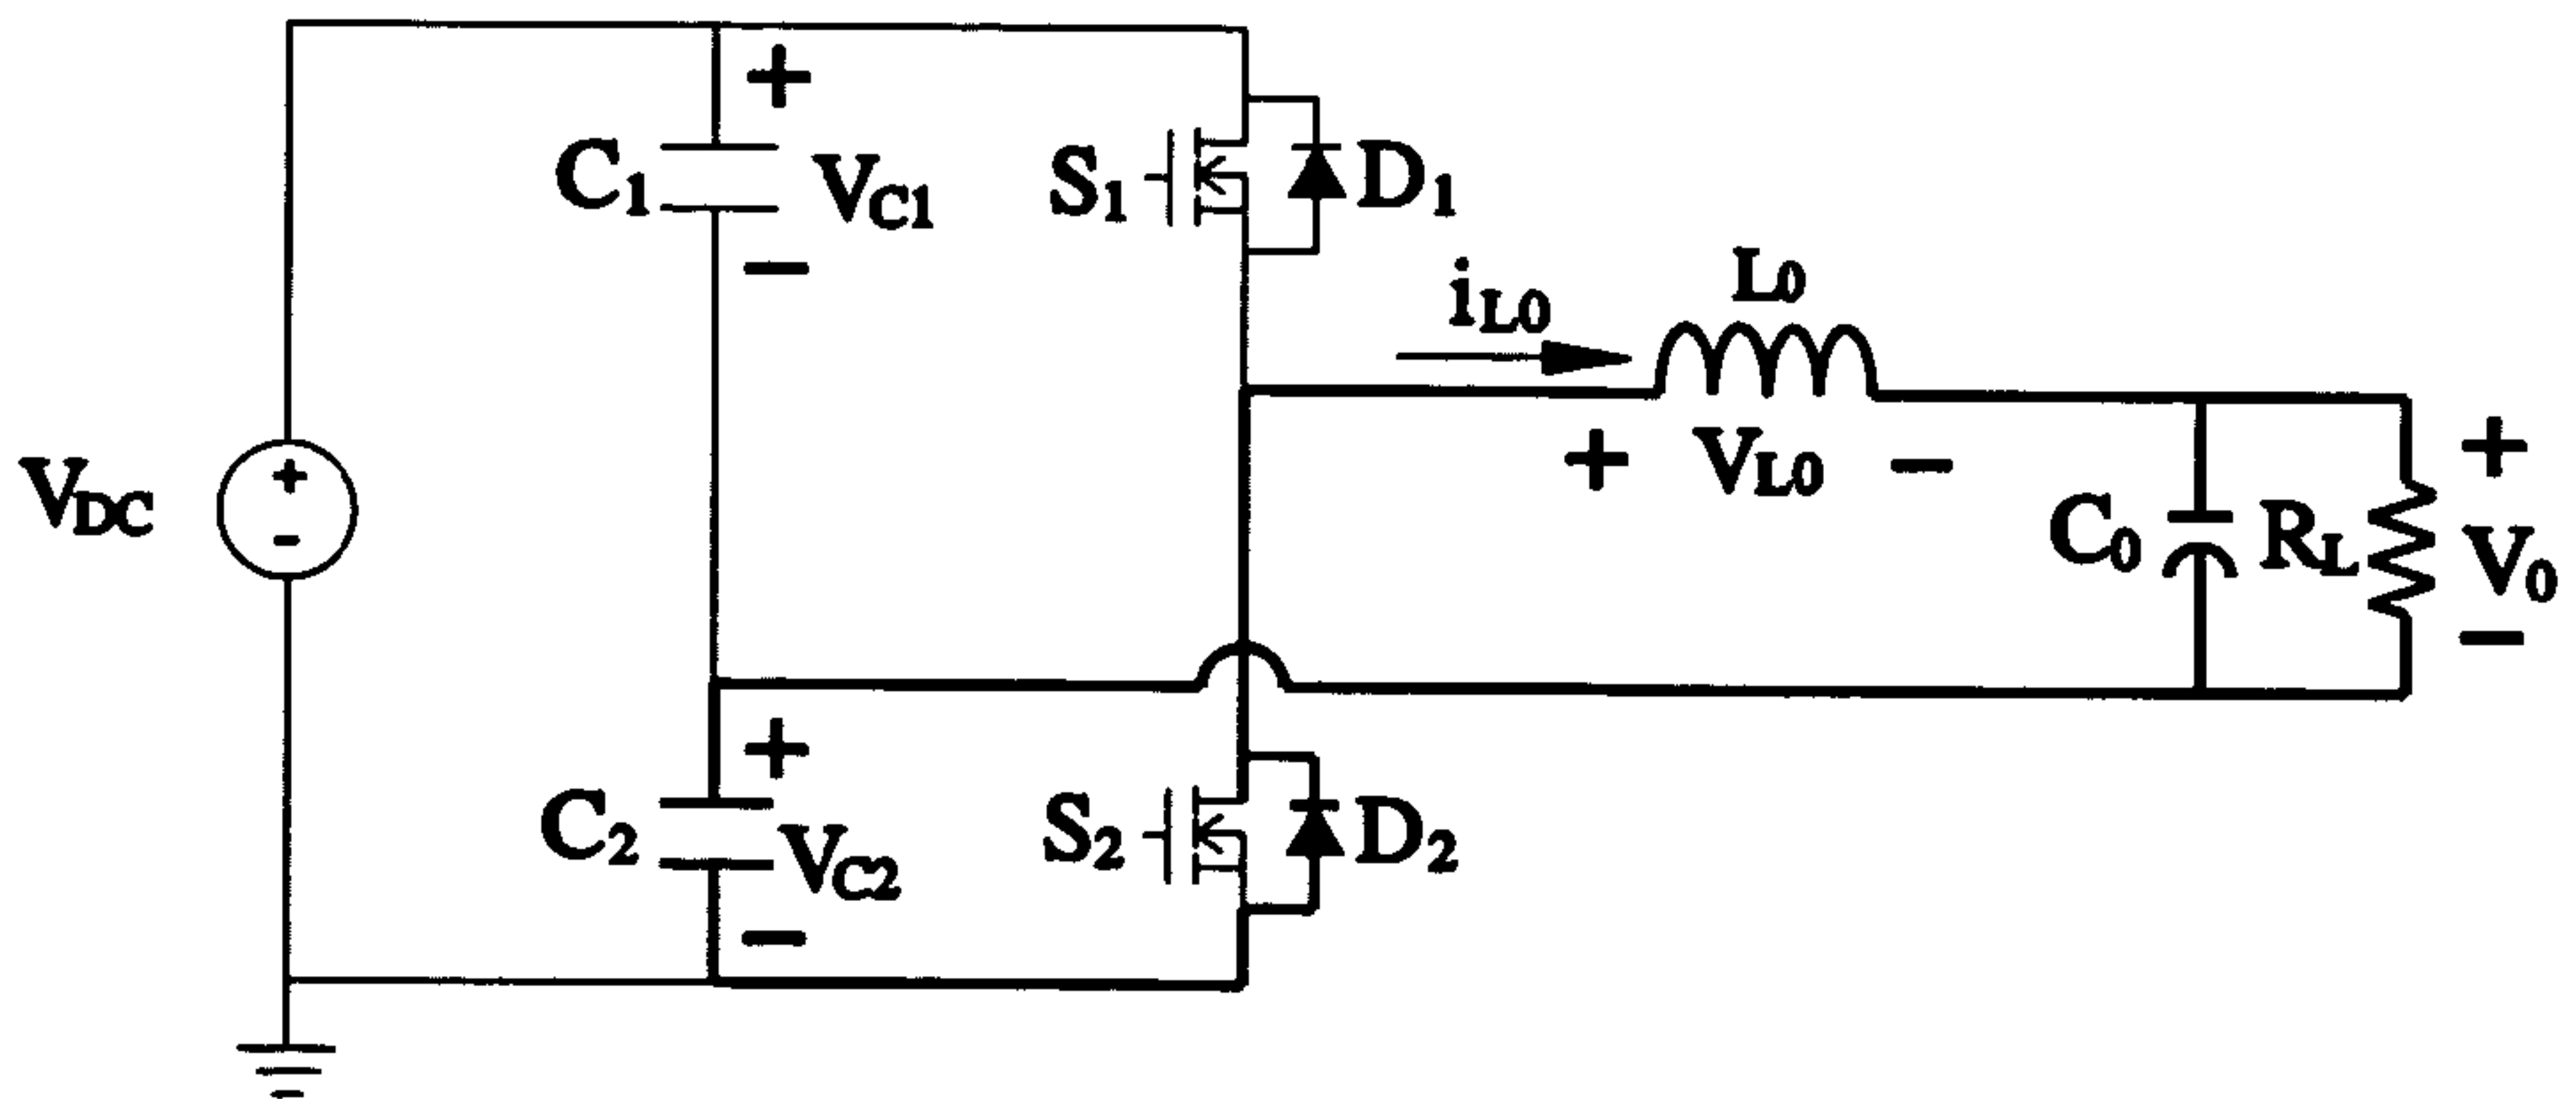 +
C1
VC1
−
S1
D1
iL0
L0
+
VL0
−
VDC
+
-
C0
RL
+
V0
−
+
C2
VC2
−
S2
D2